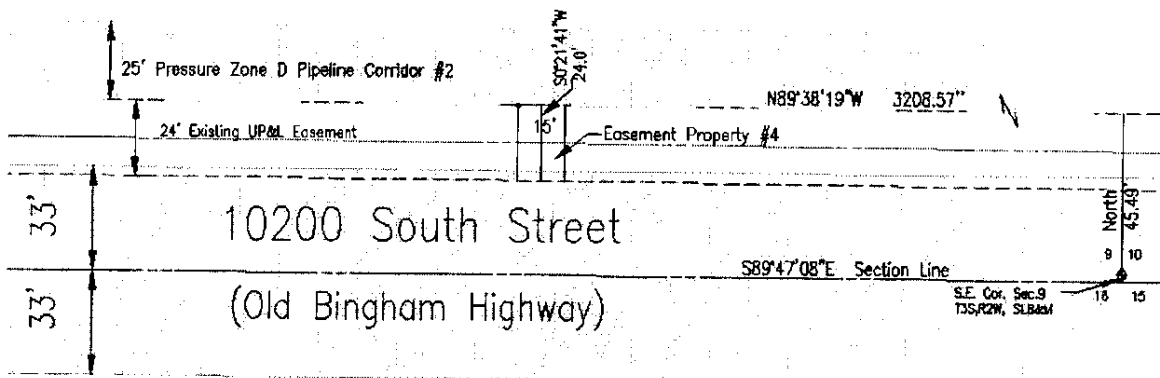 S0°21'41"W
24.0'
25' Pressure Zone D Pipeline Corridor #2
N89°38'19"W 3208.57"
24' Existing UP&L Easement
15'
Easement Property #4
33'
10200 South Street
North
45.49'
9 10
S89°47'08"E Section Line
S.E. Cor. Sec.9
T3S,R2W, SLB&M
16 15
33'
(Old Bingham Highway)